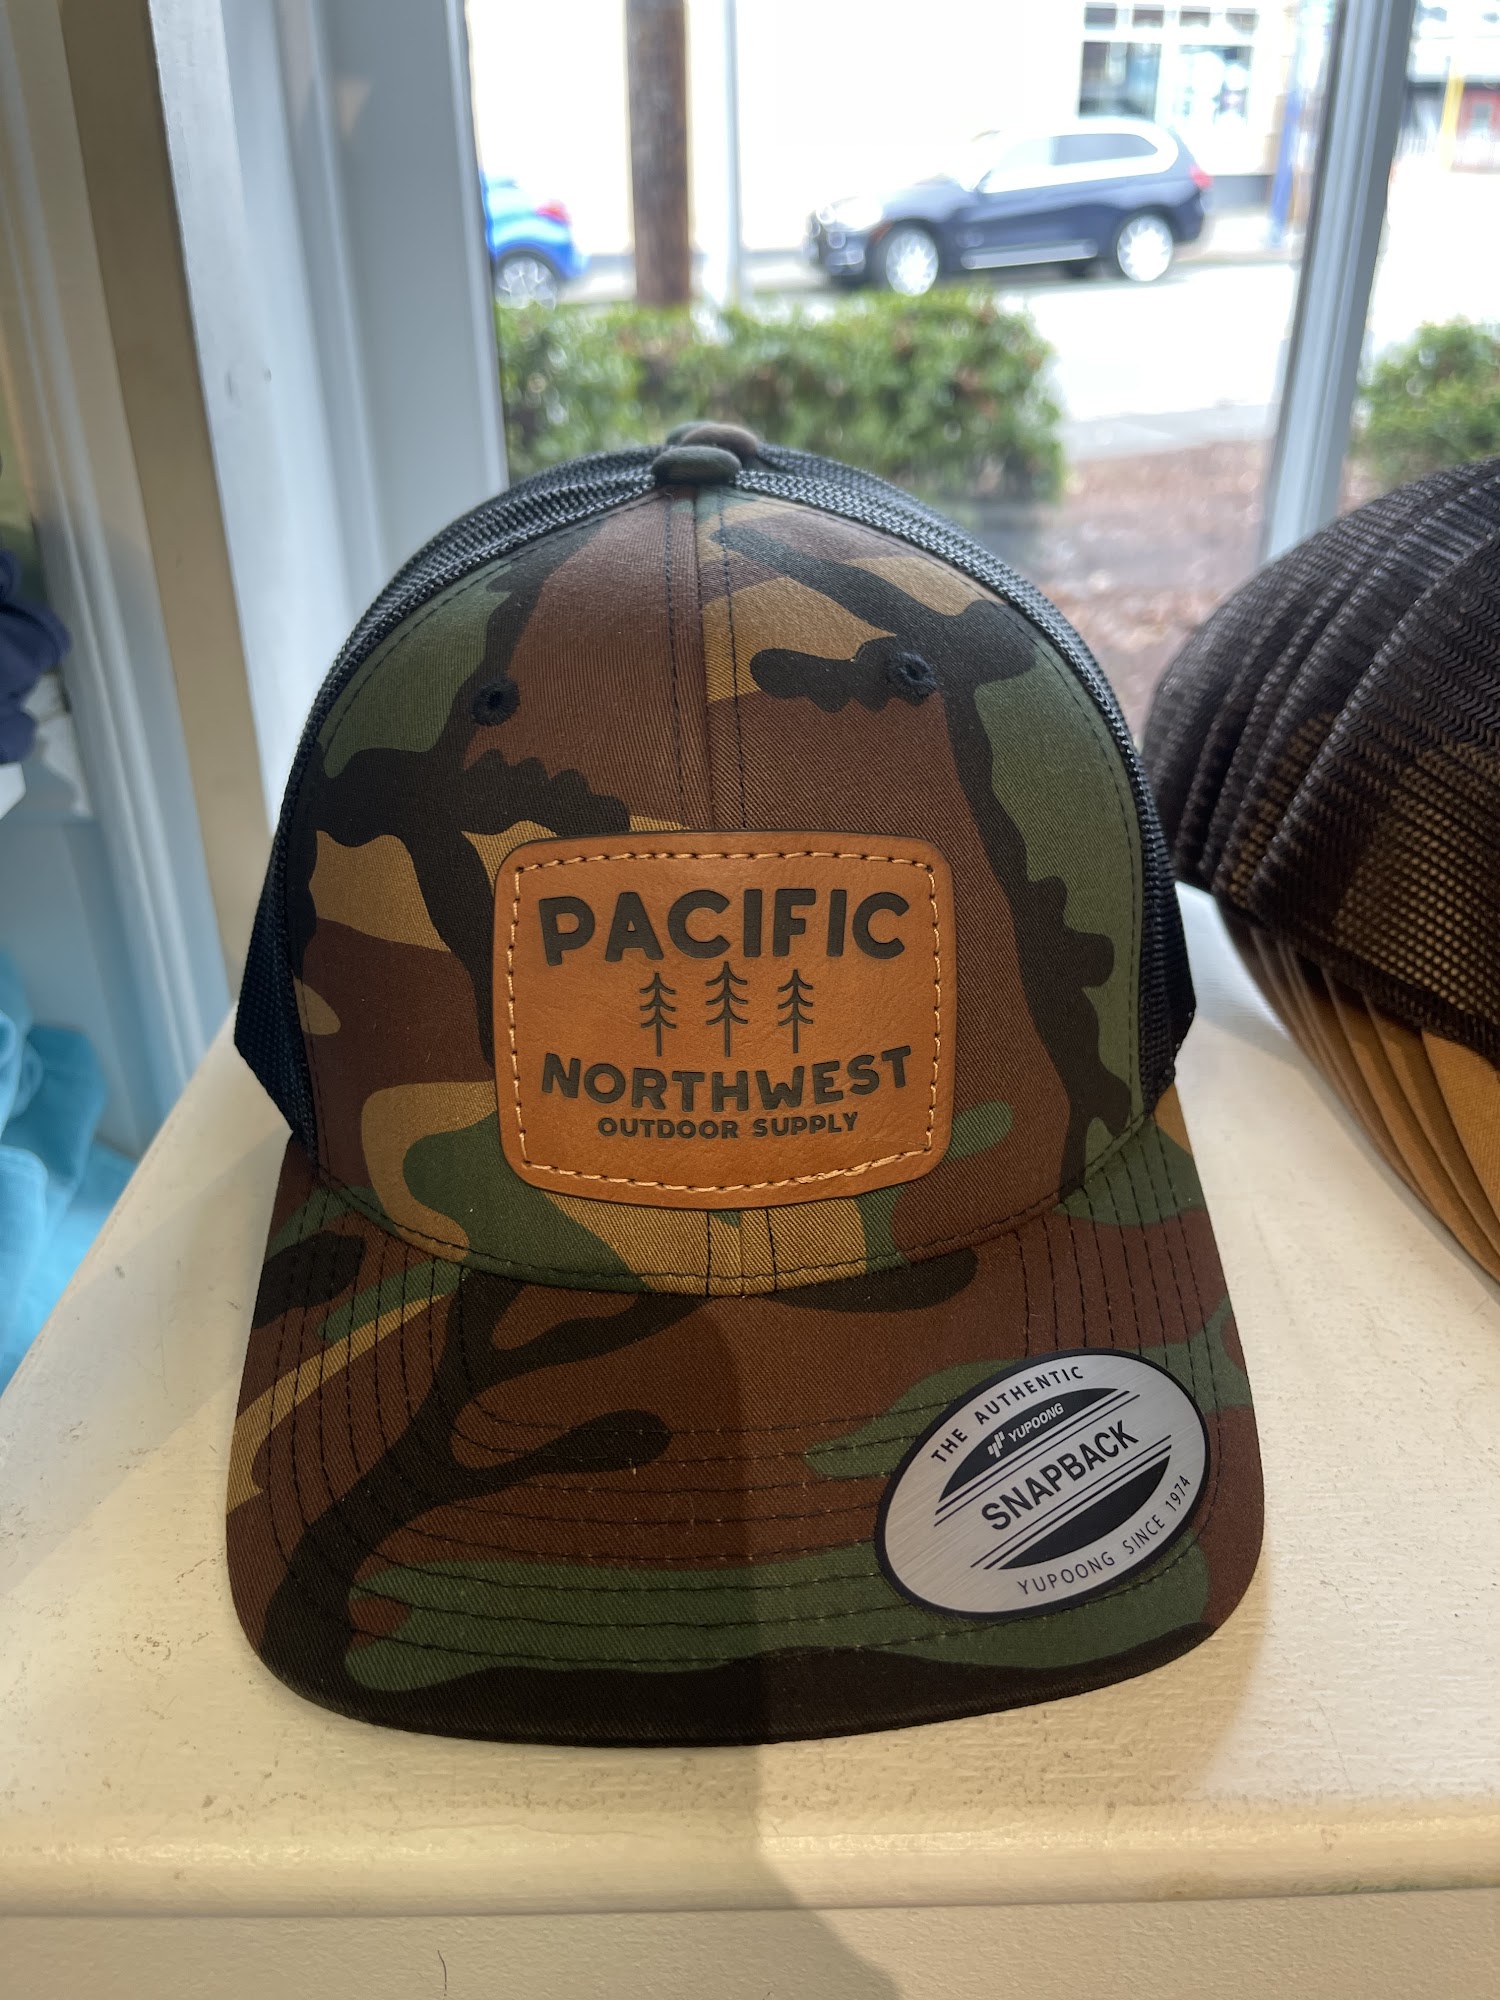 PACIFIC
NORTHWEST
OUTDOOR SUPPLY
THE AUTHENTIC
YUPOONG
SNAPBACK
YUPOONG SINCE 1974